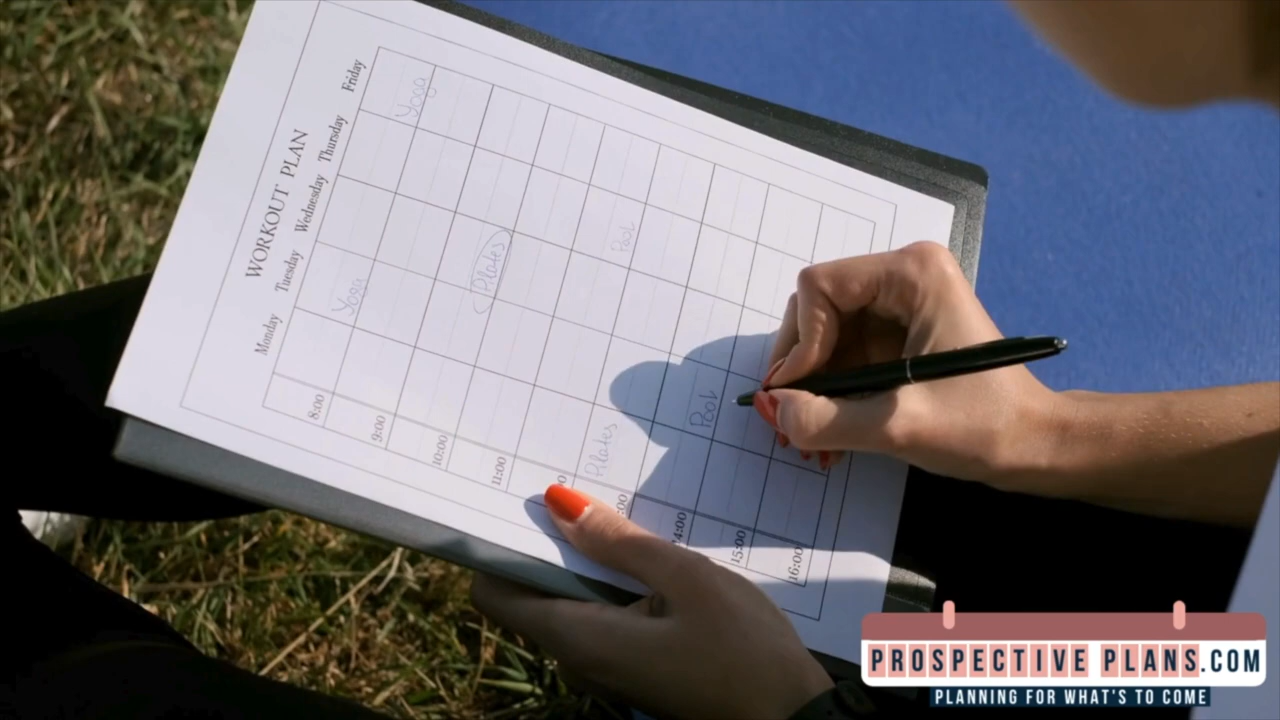 WORKOUT PLAN
Monday Tuesday Wednesday Thursday Friday
8:00
9:00
10:00
11:00
:00
14:00
15:00
16:00
Yoga
Yoga
Pilates
Pool
Pilates
Pool
PROSPECTIVE PLANS.COM
PLANNING FOR WHAT'S TO COME